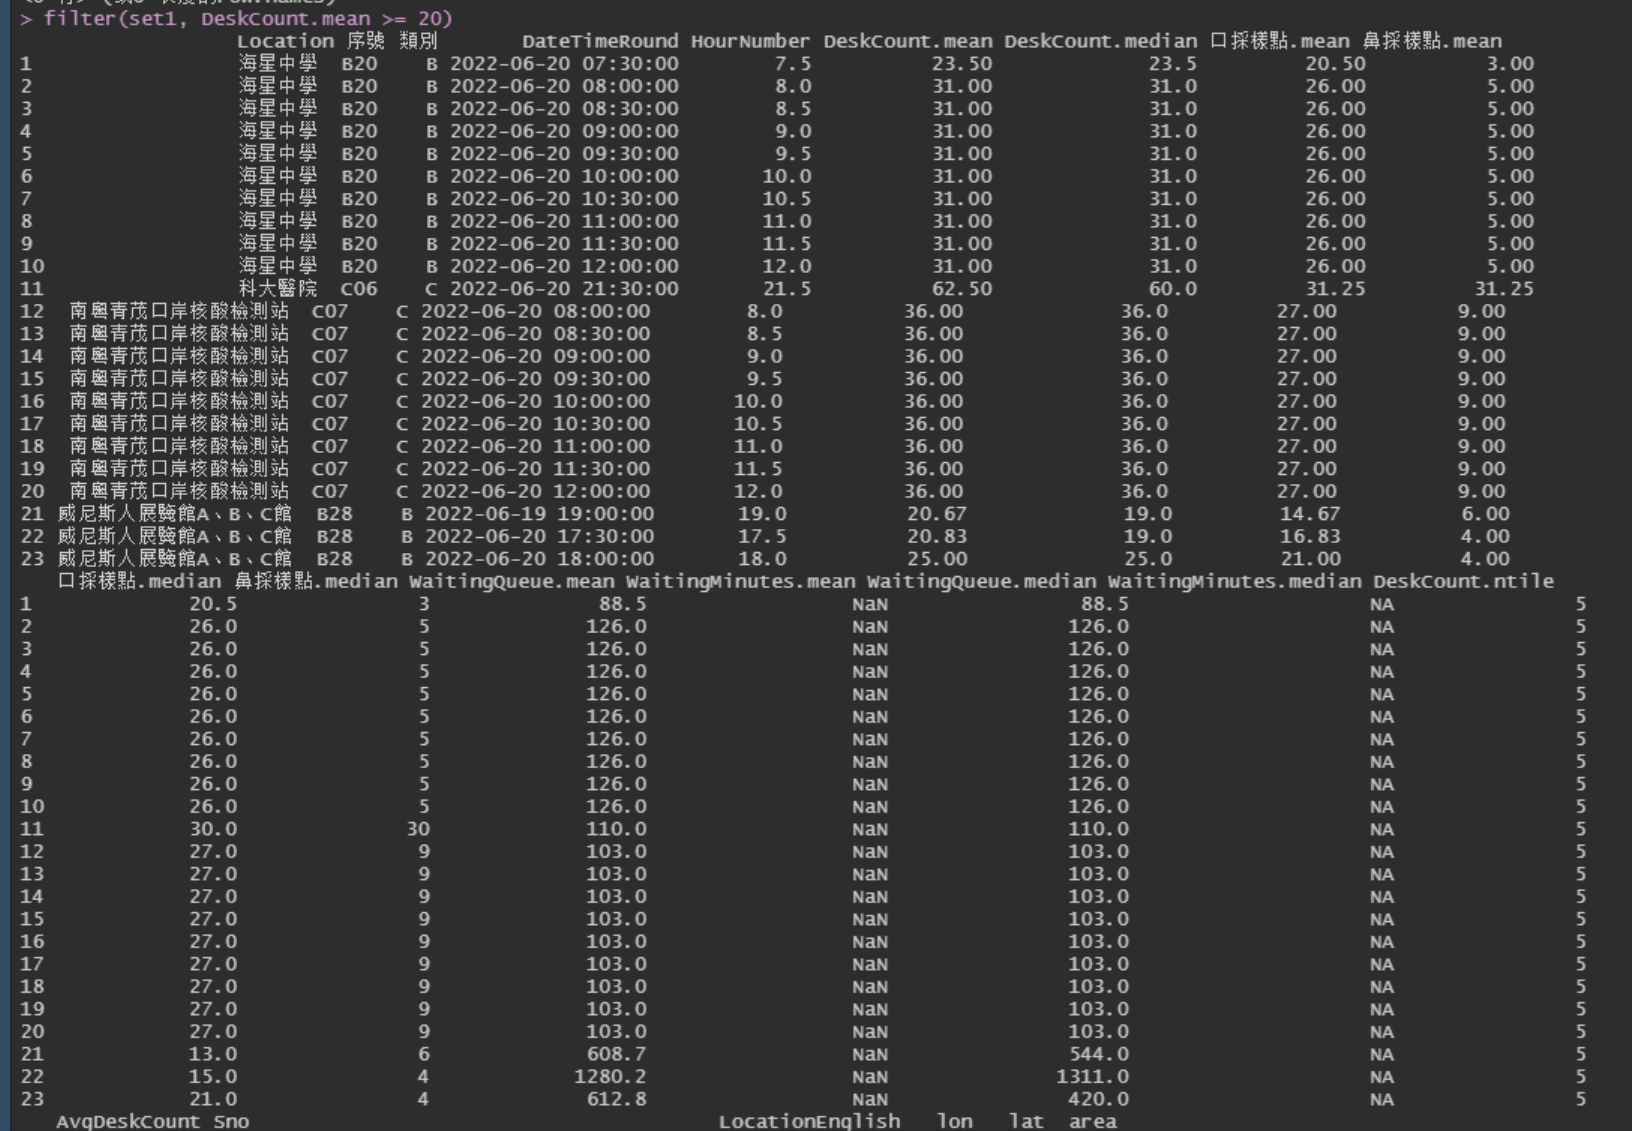 > filter(set1, DeskCount.mean >= 20)
Location 序號 類別 DateTimeRound HourNumber DeskCount.mean DeskCount.median 口採樣點.mean 鼻採樣點.mean
1 海星中學 B20 B 2022-06-20 07:30:00 7.5 23.50 23.5 20.50 3.00
2 海星中學 B20 B 2022-06-20 08:00:00 8.0 31.00 31.0 26.00 5.00
3 海星中學 B20 B 2022-06-20 08:30:00 8.5 31.00 31.0 26.00 5.00
4 海星中學 B20 B 2022-06-20 09:00:00 9.0 31.00 31.0 26.00 5.00
5 海星中學 B20 B 2022-06-20 09:30:00 9.5 31.00 31.0 26.00 5.00
6 海星中學 B20 B 2022-06-20 10:00:00 10.0 31.00 31.0 26.00 5.00
7 海星中學 B20 B 2022-06-20 10:30:00 10.5 31.00 31.0 26.00 5.00
8 海星中學 B20 B 2022-06-20 11:00:00 11.0 31.00 31.0 26.00 5.00
9 海星中學 B20 B 2022-06-20 11:30:00 11.5 31.00 31.0 26.00 5.00
10 海星中學 B20 B 2022-06-20 12:00:00 12.0 31.00 31.0 26.00 5.00
11 科大醫院 C06 C 2022-06-20 21:30:00 21.5 62.50 60.0 31.25 31.25
12 南粵青茂口岸核酸檢測站 C07 C 2022-06-20 08:00:00 8.0 36.00 36.0 27.00 9.00
13 南粵青茂口岸核酸檢測站 C07 C 2022-06-20 08:30:00 8.5 36.00 36.0 27.00 9.00
14 南粵青茂口岸核酸檢測站 C07 C 2022-06-20 09:00:00 9.0 36.00 36.0 27.00 9.00
15 南粵青茂口岸核酸檢測站 C07 C 2022-06-20 09:30:00 9.5 36.00 36.0 27.00 9.00
16 南粵青茂口岸核酸檢測站 C07 C 2022-06-20 10:00:00 10.0 36.00 36.0 27.00 9.00
17 南粵青茂口岸核酸檢測站 C07 C 2022-06-20 10:30:00 10.5 36.00 36.0 27.00 9.00
18 南粵青茂口岸核酸檢測站 C07 C 2022-06-20 11:00:00 11.0 36.00 36.0 27.00 9.00
19 南粵青茂口岸核酸檢測站 C07 C 2022-06-20 11:30:00 11.5 36.00 36.0 27.00 9.00
20 南粵青茂口岸核酸檢測站 C07 C 2022-06-20 12:00:00 12.0 36.00 36.0 27.00 9.00
21 威尼斯人展覽館A、B、C館 B28 B 2022-06-19 19:00:00 19.0 20.67 19.0 14.67 6.00
22 威尼斯人展覽館A、B、C館 B28 B 2022-06-20 17:30:00 17.5 20.83 19.0 16.83 4.00
23 威尼斯人展覽館A、B、C館 B28 B 2022-06-20 18:00:00 18.0 25.00 25.0 21.00 4.00
口採樣點.median 鼻採樣點.median WaitingQueue.mean WaitingMinutes.mean WaitingQueue.median WaitingMinutes.median DeskCount.ntile
1 20.5 3 88.5 NaN 88.5 NA 5
2 26.0 5 126.0 NaN 126.0 NA 5
3 26.0 5 126.0 NaN 126.0 NA 5
4 26.0 5 126.0 NaN 126.0 NA 5
5 26.0 5 126.0 NaN 126.0 NA 5
6 26.0 5 126.0 NaN 126.0 NA 5
7 26.0 5 126.0 NaN 126.0 NA 5
8 26.0 5 126.0 NaN 126.0 NA 5
9 26.0 5 126.0 NaN 126.0 NA 5
10 26.0 5 126.0 NaN 126.0 NA 5
11 30.0 30 110.0 NaN 110.0 NA 5
12 27.0 9 103.0 NaN 103.0 NA 5
13 27.0 9 103.0 NaN 103.0 NA 5
14 27.0 9 103.0 NaN 103.0 NA 5
15 27.0 9 103.0 NaN 103.0 NA 5
16 27.0 9 103.0 NaN 103.0 NA 5
17 27.0 9 103.0 NaN 103.0 NA 5
18 27.0 9 103.0 NaN 103.0 NA 5
19 27.0 9 103.0 NaN 103.0 NA 5
20 27.0 9 103.0 NaN 103.0 NA 5
21 13.0 6 608.7 NaN 544.0 NA 5
22 15.0 4 1280.2 NaN 1311.0 NA 5
23 21.0 4 612.8 NaN 420.0 NA 5
AvgDeskCount Sno LocationEnglish lon lat area